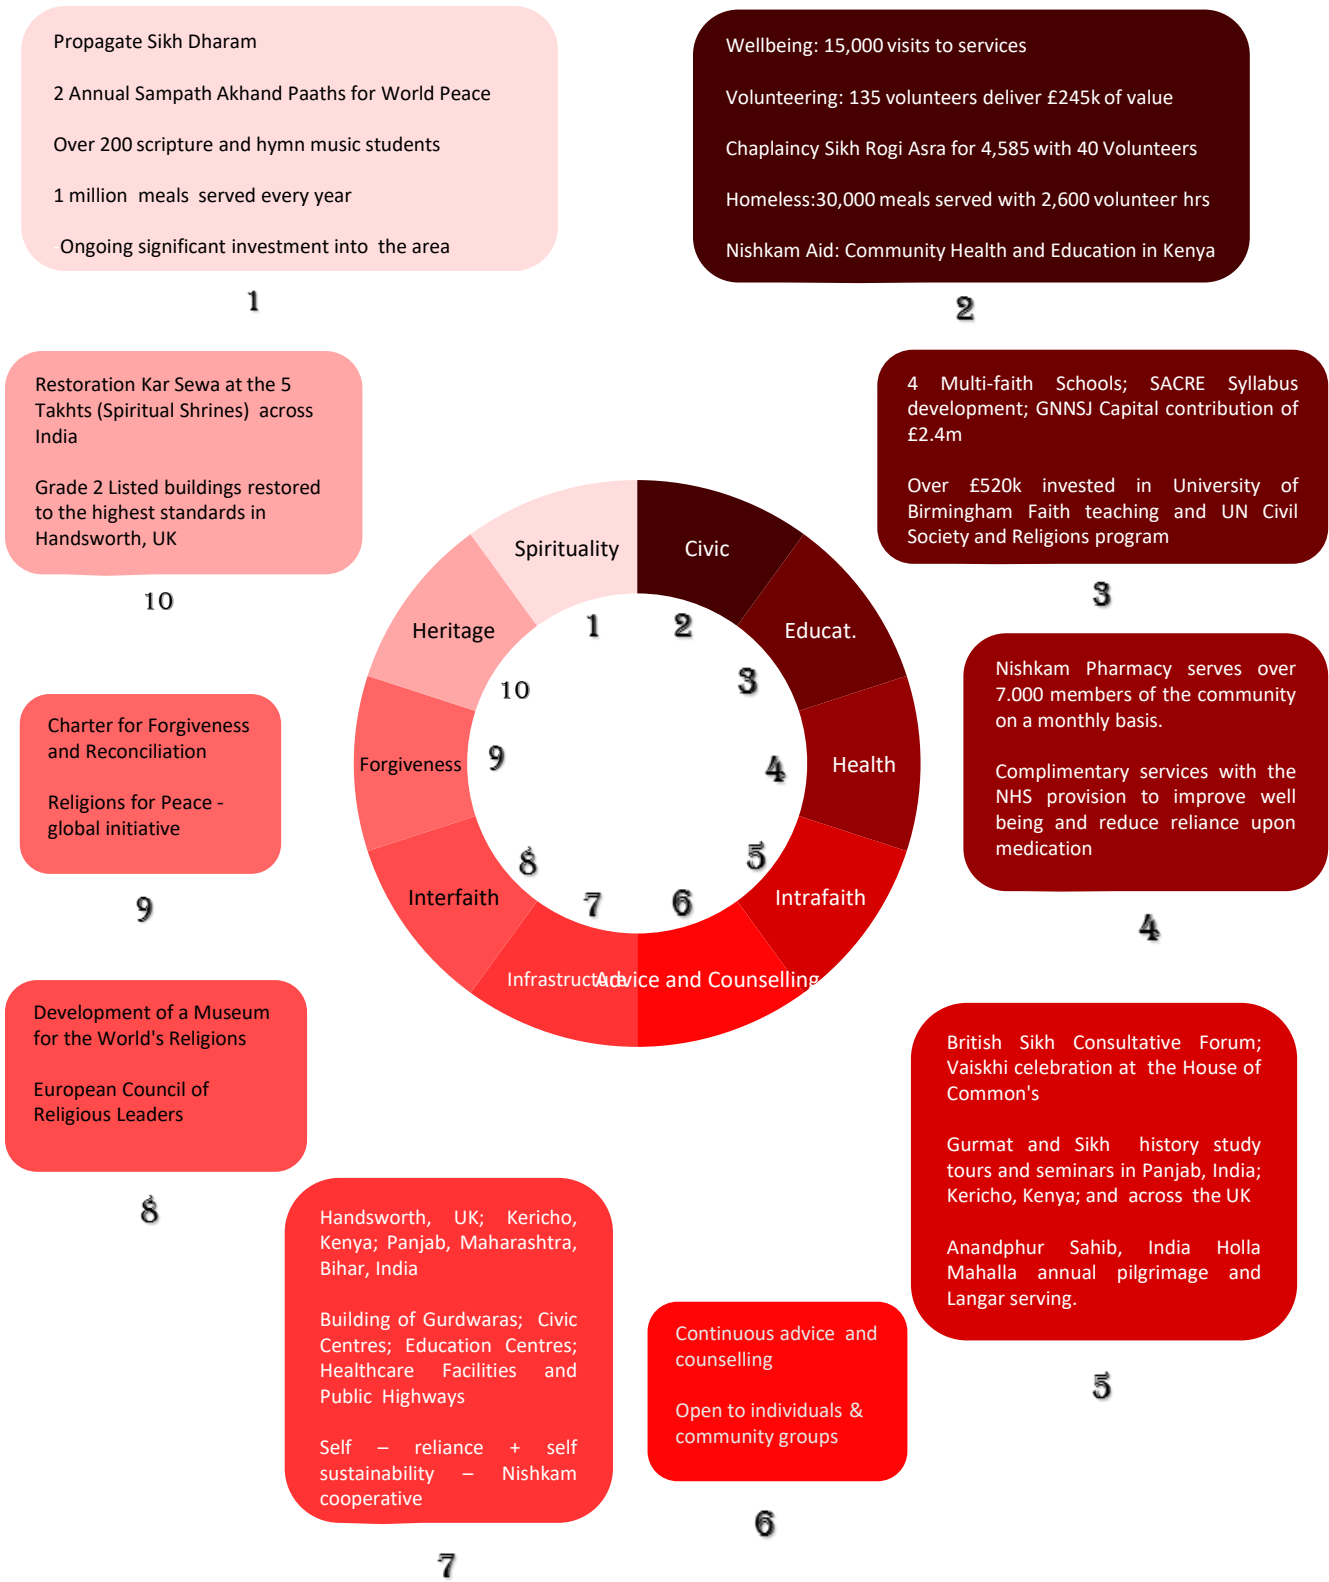 Propagate Sikh Dharam
2 Annual Sampath Akhand Paaths for World Peace
Over 200 scripture and hymn music students
1 million meals served every year
Ongoing significant investment into the area
1
Wellbeing: 15,000 visits to services
Volunteering: 135 volunteers deliver £245k of value
Chaplaincy Sikh Rogi Asra for 4,585 with 40 Volunteers
Homeless:30,000 meals served with 2,600 volunteer hrs
Nishkam Aid: Community Health and Education in Kenya
2
Restoration Kar Sewa at the 5
Takhts (Spiritual Shrines) across
India
Grade 2 Listed buildings restored
to the highest standards in
Handsworth, UK
10
4 Multi-faith Schools; SACRE Syllabus
development; GNNSJ Capital contribution of
£2.4m
Over £520k invested in University of
Birmingham Faith teaching and UN Civil
Society and Religions program
3
Spirituality
Civic
Educat.
Health
Intrafaith
Advice and Counselling
Infrastructure
Interfaith
Forgiveness
Heritage
1
2
3
4
5
6
7
8
9
10
Nishkam Pharmacy serves over
7.000 members of the community
on a monthly basis.
Complimentary services with the
NHS provision to improve well
being and reduce reliance upon
medication
4
Charter for Forgiveness
and Reconciliation
Religions for Peace -
global initiative
9
Development of a Museum
for the World's Religions
European Council of
Religious Leaders
8
British Sikh Consultative Forum;
Vaiskhi celebration at the House of
Common's
Gurmat and Sikh history study
tours and seminars in Panjab, India;
Kericho, Kenya; and across the UK
Anandphur Sahib, India Holla
Mahalla annual pilgrimage and
Langar serving.
5
Handsworth, UK; Kericho,
Kenya; Panjab, Maharashtra,
Bihar, India
Building of Gurdwaras; Civic
Centres; Education Centres;
Healthcare Facilities and
Public Highways
Self – reliance + self
sustainability – Nishkam
cooperative
7
Continuous advice and
counselling
Open to individuals &
community groups
6